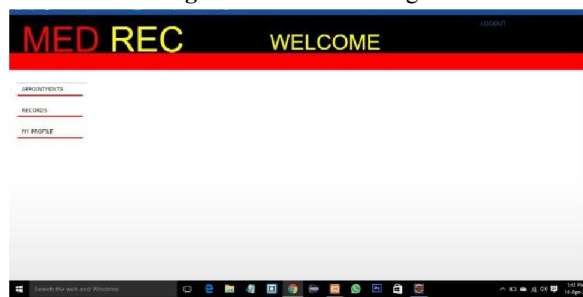 LOGOUT
MED REC WELCOME
APPOINTMENTS
RECORDS
MY PROFILE
Search the web and Windows